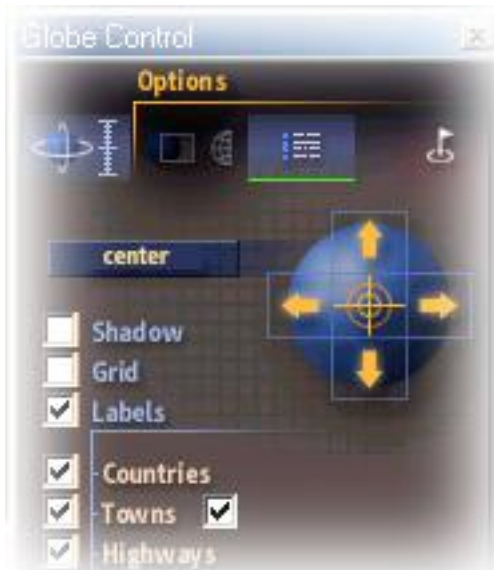 Globe Control
Options
center
Shadow
Grid
Labels
Countries
Towns
Highways